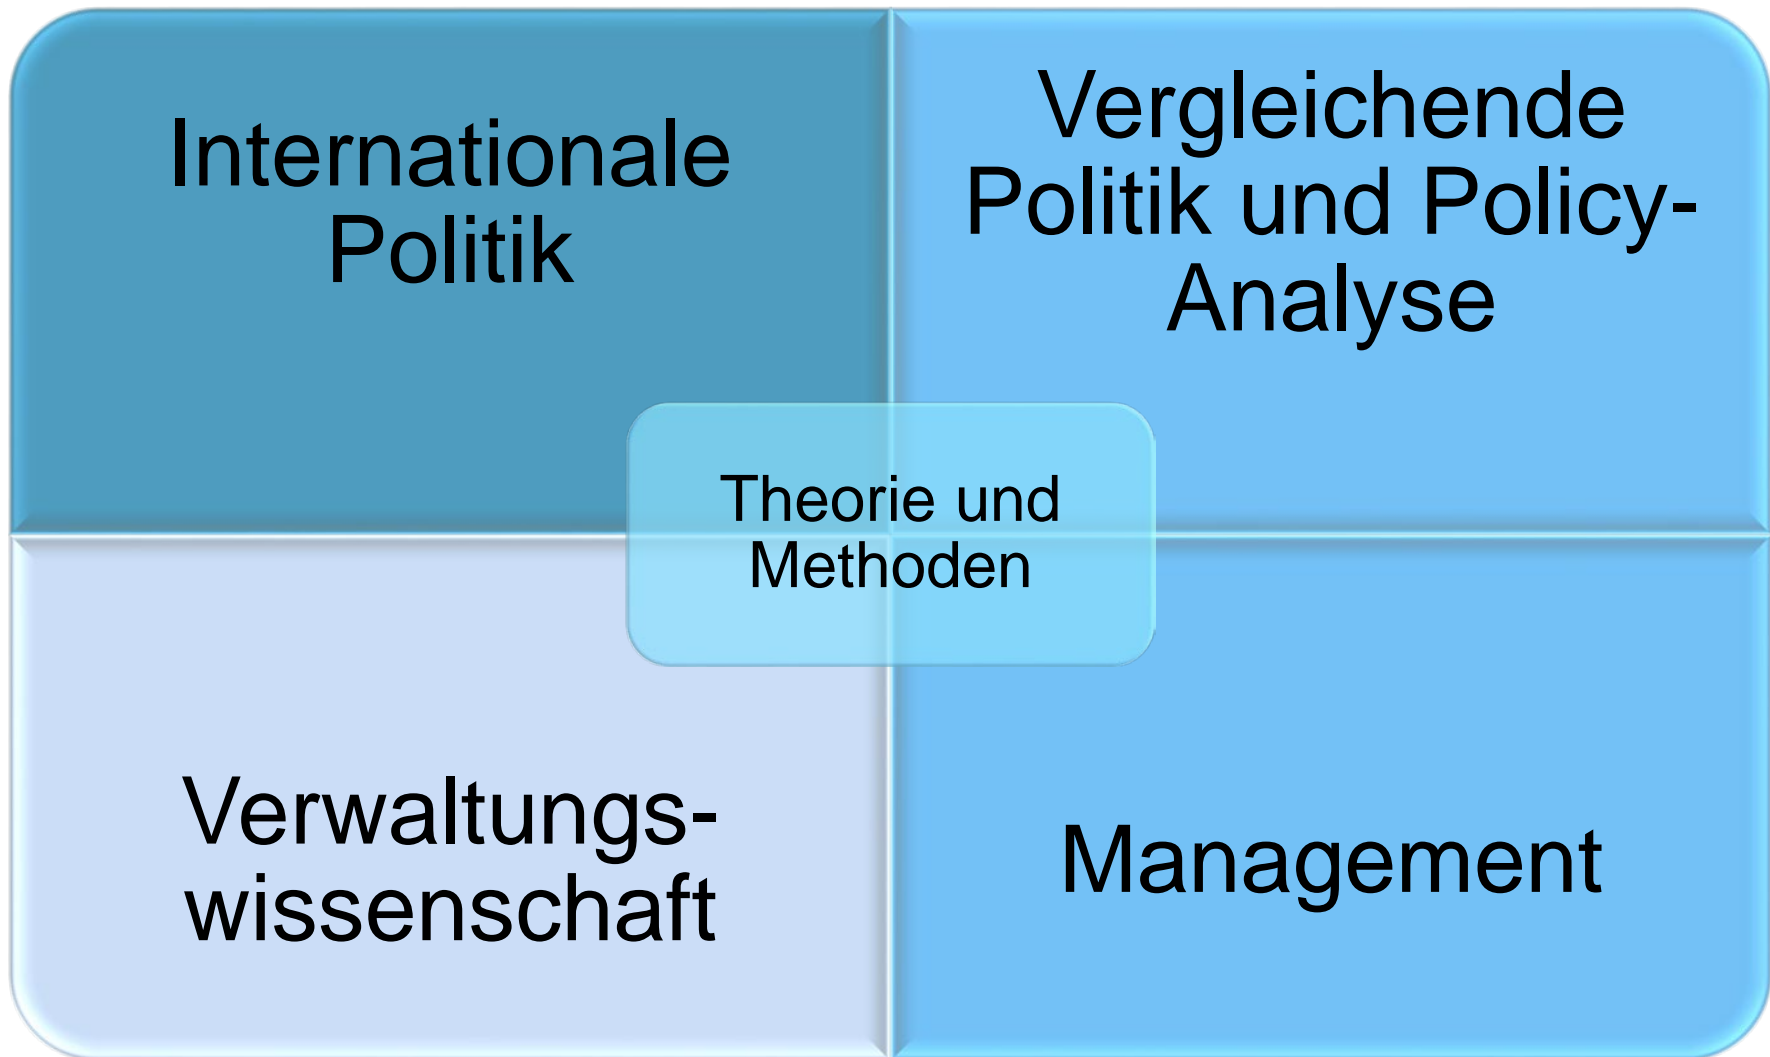 Internationale
Politik
Vergleichende
Politik und Policy-
Analyse
Theorie und
Methoden
Verwaltungs-
wissenschaft
Management